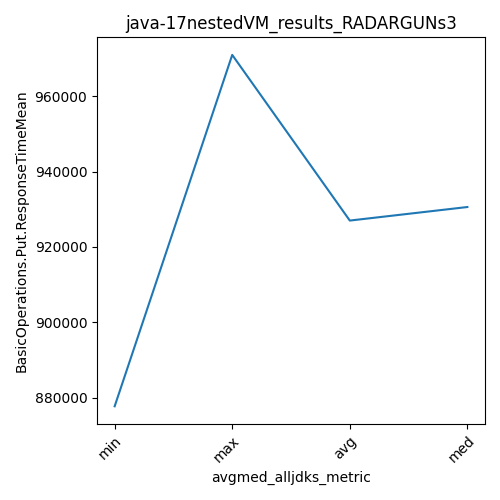 java-17nestedVM_results_RADARGUNs3
BasicOperations.Put.ResponseTimeMean
960000
940000
920000
900000
880000
min
max
avg
med
avgmed_alljdks_metric